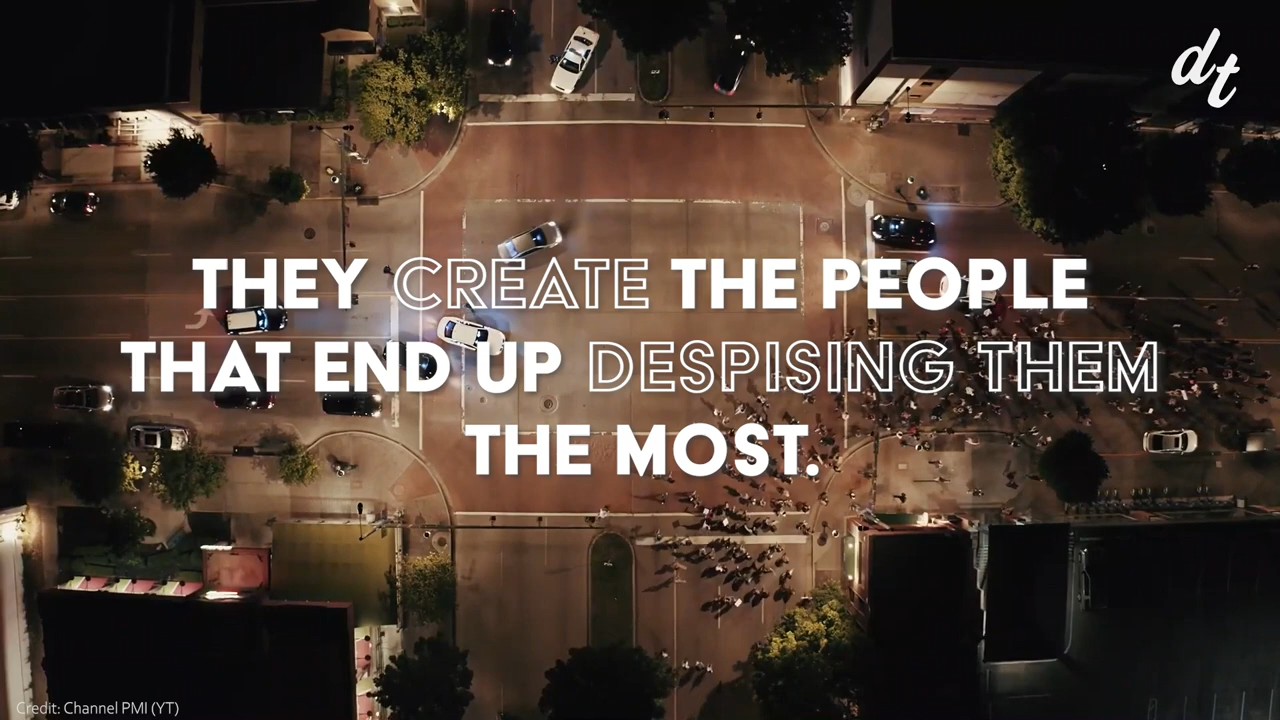 dt
THEY CREATE THE PEOPLE
THAT END UP DESPISING THEM
THE MOST.
Credit: Channel PMI (YT)